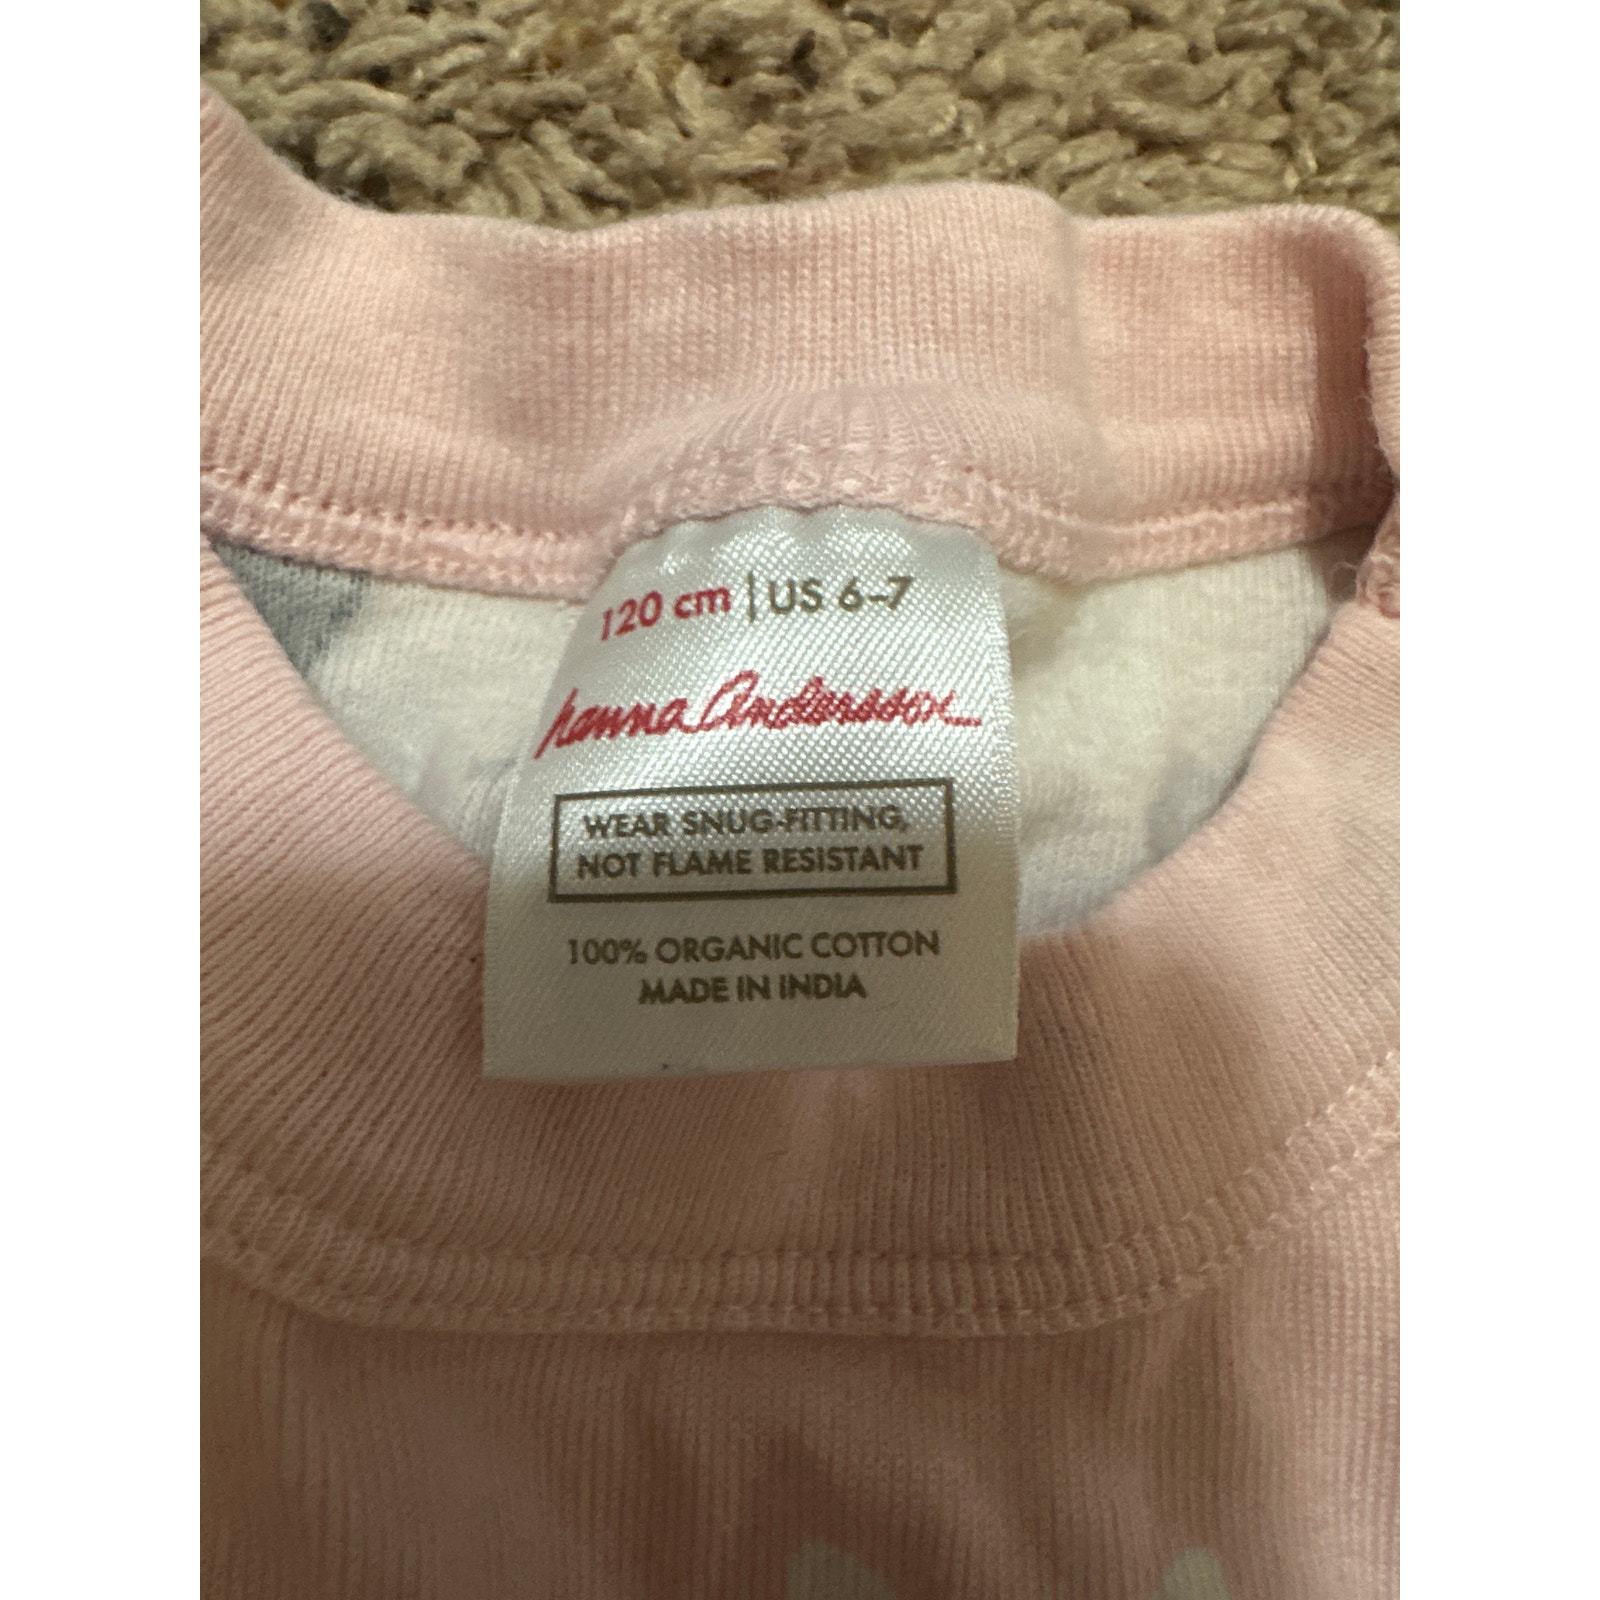 120 cm | US 6-7
hanna Andersson
WEAR SNUG-FITTING,
NOT FLAME RESISTANT
100% ORGANIC COTTON
MADE IN INDIA